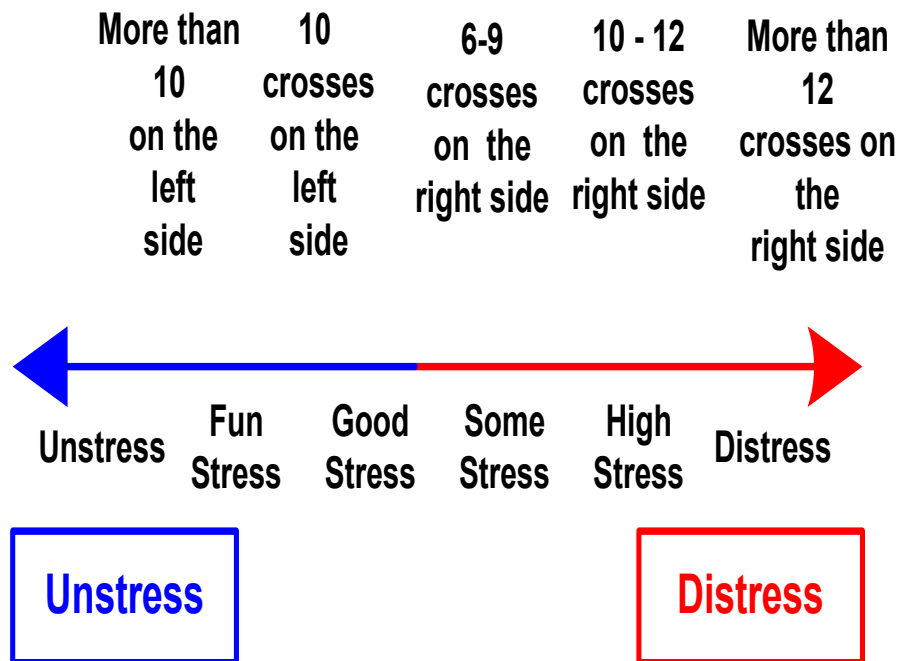 More than
10
on the
left
side
10
crosses
on the
left
side
6-9
crosses
on the
right side
10 - 12
crosses
on the
right side
More than
12
crosses on
the
right side
Unstress
Fun
Stress
Good
Stress
Some
Stress
High
Stress
Distress
Unstress
Distress